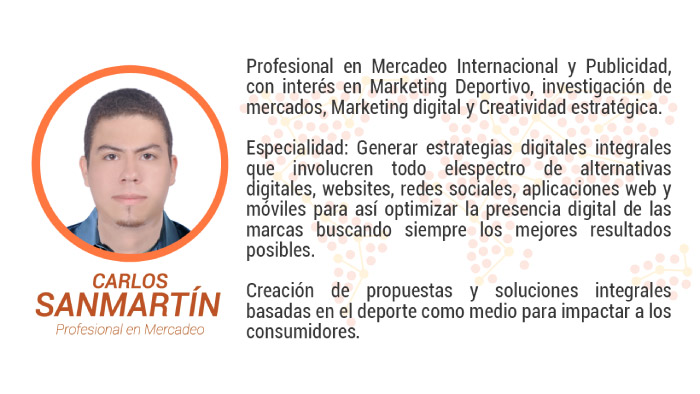 Profesional en Mercadeo Internacional y Publicidad,
con interés en Marketing Deportivo, investigación de
mercados, Marketing digital y Creatividad estratégica.
Especialidad: Generar estrategias digitales integrales
que involucren todo elespectro de alternativas
digitales, websites, redes sociales, aplicaciones web y
móviles para así optimizar la presencia digital de las
marcas buscando siempre los mejores resultados
posibles.
Creación de propuestas y soluciones integrales
basadas en el deporte como medio para impactar a los
consumidores.
CARLOS
SANMARTÍN
Profesional en Mercadeo